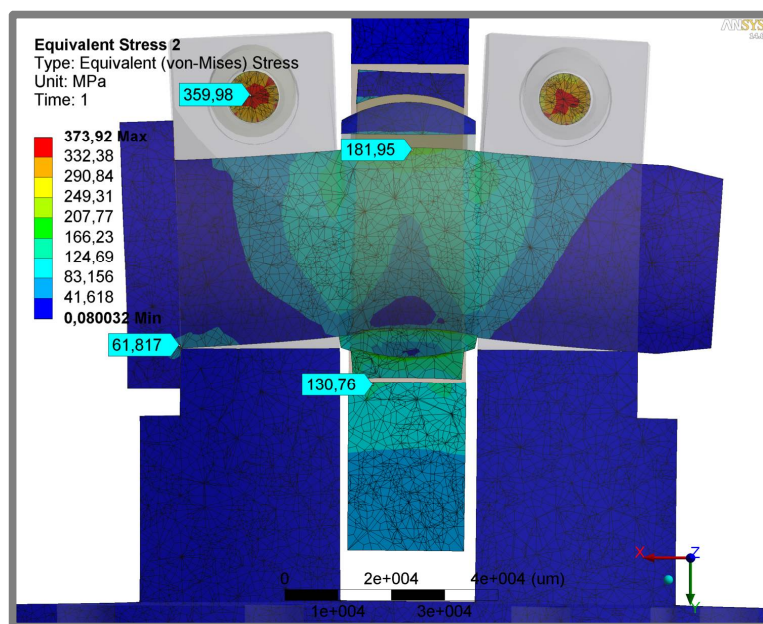 ANSYS
Equivalent Stress 2
Type: Equivalent (von-Mises) Stress
Unit: MPa
Time: 1
359,98
373,92 Max
332,38
290,84
249,31
207,77
166,23
124,69
83,156
41,618
0,080032 Min
181,95
61,817
130,76
X
Z
Y
0
2e+004
4e+004 (um)
1e+004
3e+004